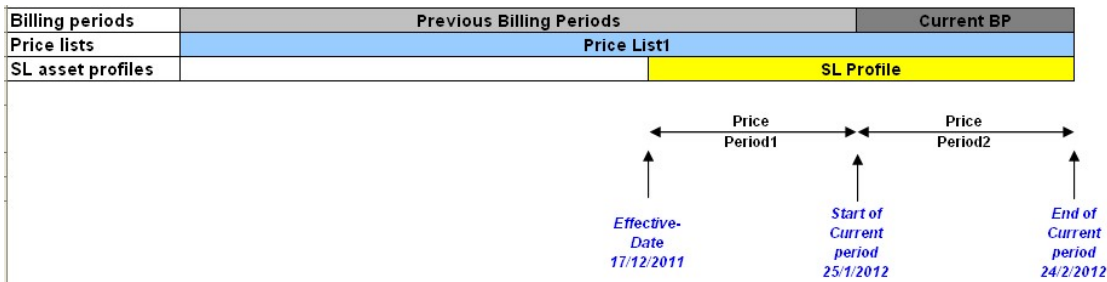 Billing periods Previous Billing Periods Current BP
Price lists Price List1
SL asset profiles SL Profile
Price Price
Period1 Period2
Effective-
Date
17/12/2011
Start of
Current
period
25/1/2012
End of
Current
period
24/2/2012